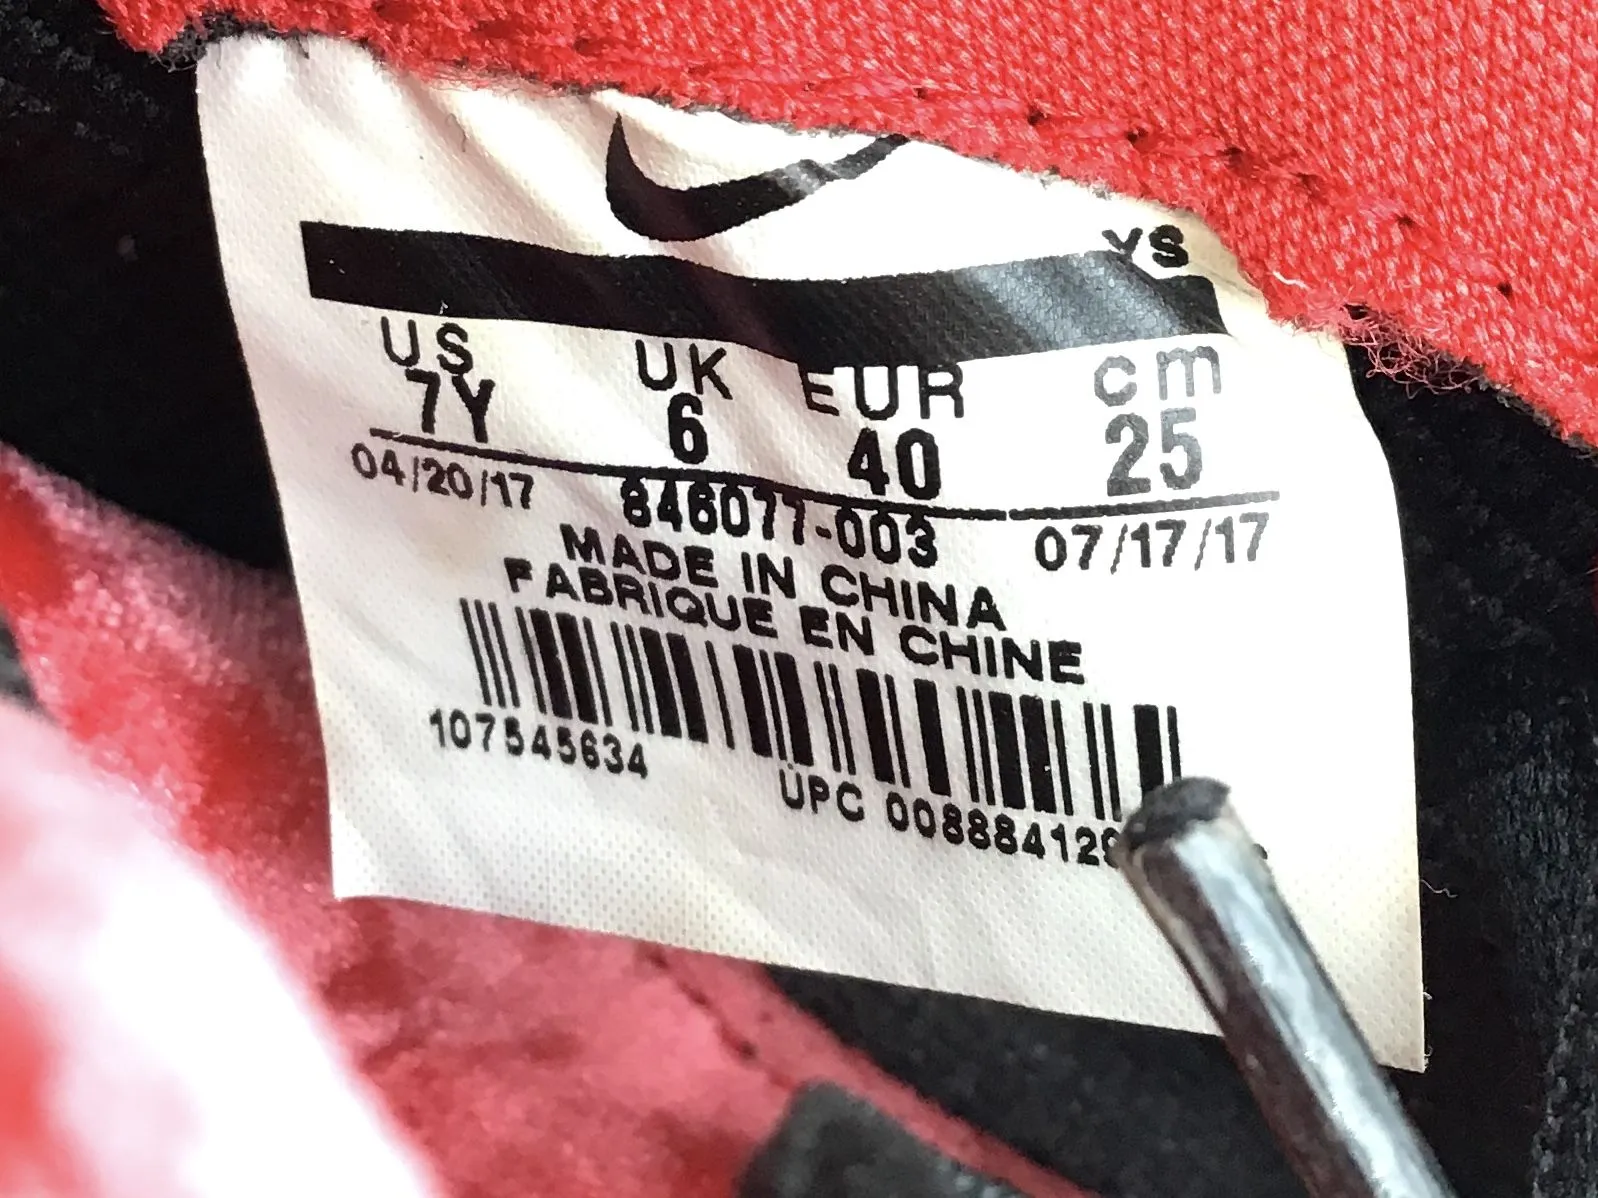 YS
US UK EUR cm
7Y 6 40 25
04/20/17 846077-003 07/17/17
MADE IN CHINA
FABRIQUE EN CHINE
107545634
UPC 008884129